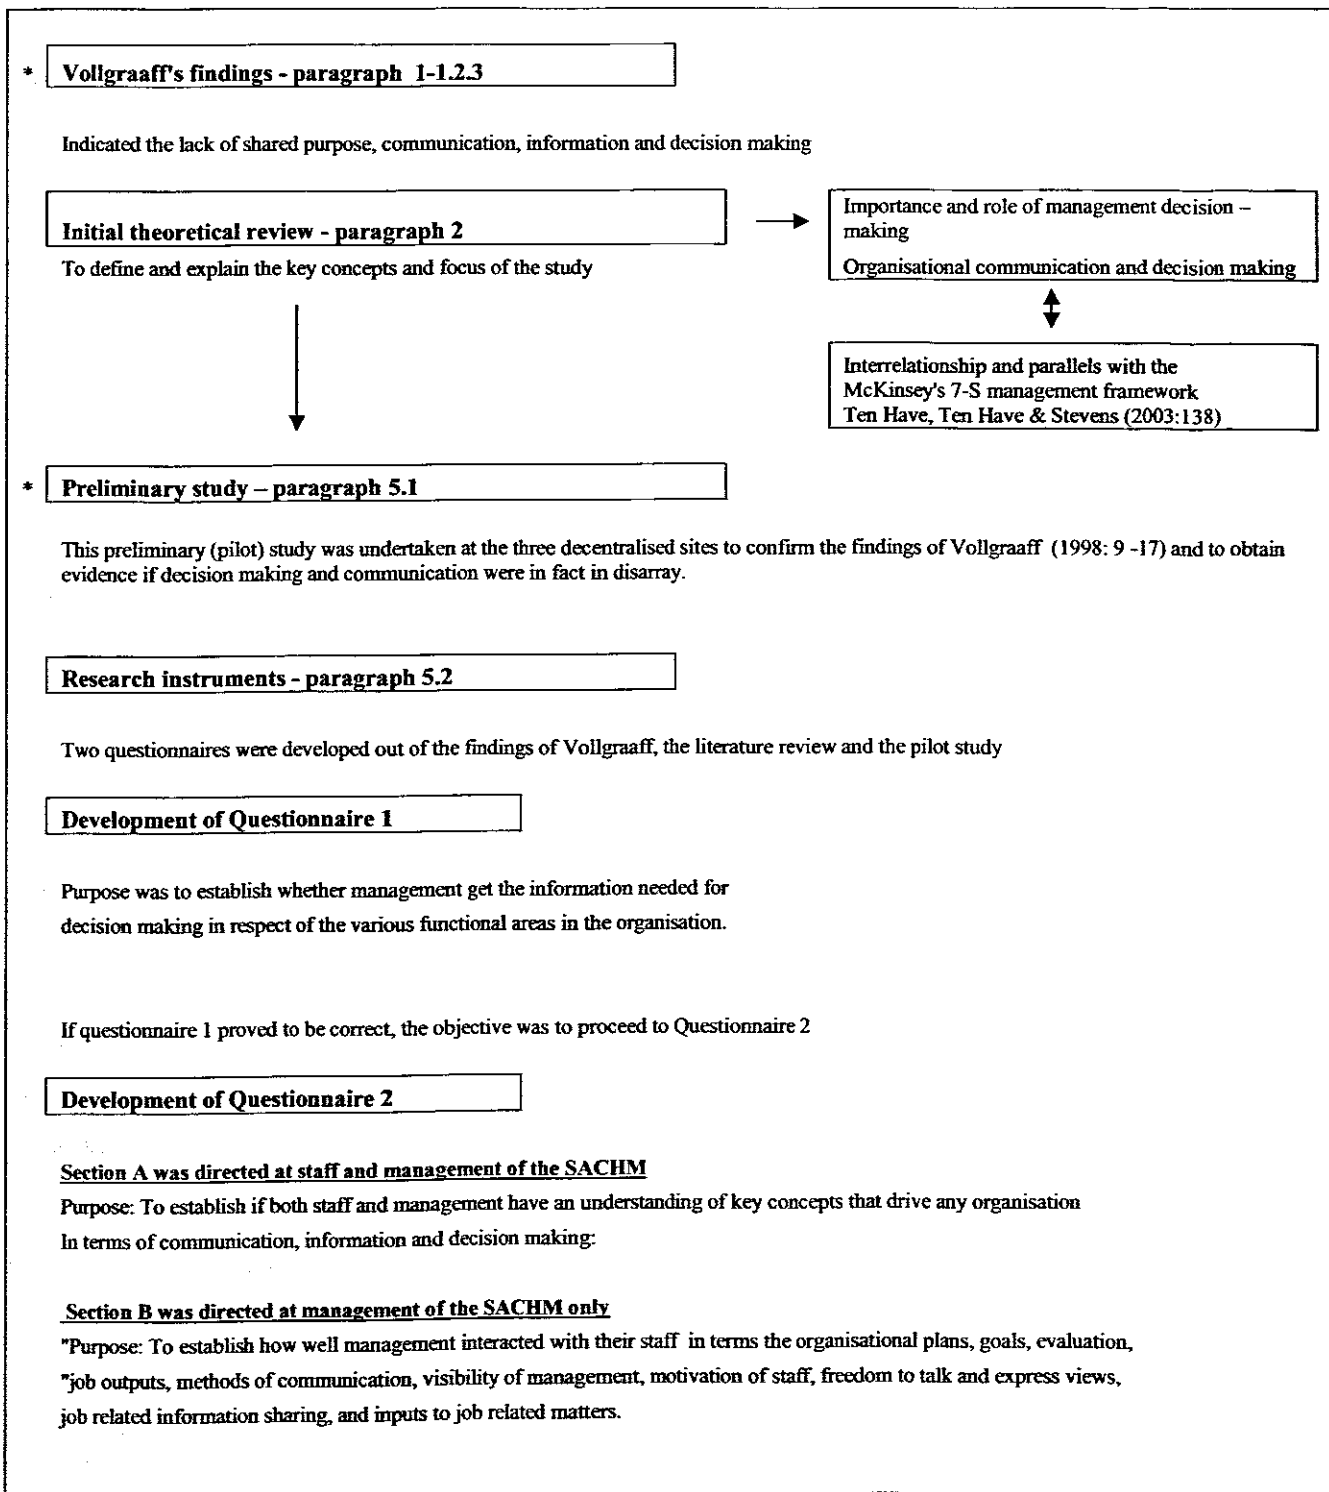 * Vollgraaff's findings - paragraph 1-1.2.3
Indicated the lack of shared purpose, communication, information and decision making
Initial theoretical review - paragraph 2
To define and explain the key concepts and focus of the study
Importance and role of management decision –
making
Organisational communication and decision making
Interrelationship and parallels with the
McKinsey's 7-S management framework
Ten Have, Ten Have & Stevens (2003:138)
* Preliminary study – paragraph 5.1
This preliminary (pilot) study was undertaken at the three decentralised sites to confirm the findings of Vollgraaff (1998: 9 -17) and to obtain
evidence if decision making and communication were in fact in disarray.
Research instruments - paragraph 5.2
Two questionnaires were developed out of the findings of Vollgraaff, the literature review and the pilot study
Development of Questionnaire 1
Purpose was to establish whether management get the information needed for
decision making in respect of the various functional areas in the organisation.
If questionnaire 1 proved to be correct, the objective was to proceed to Questionnaire 2
Development of Questionnaire 2
Section A was directed at staff and management of the SACHM
Purpose: To establish if both staff and management have an understanding of key concepts that drive any organisation
In terms of communication, information and decision making:
Section B was directed at management of the SACHM only
"Purpose: To establish how well management interacted with their staff in terms the organisational plans, goals, evaluation,
"job outputs, methods of communication, visibility of management, motivation of staff, freedom to talk and express views,
job related information sharing, and inputs to job related matters.